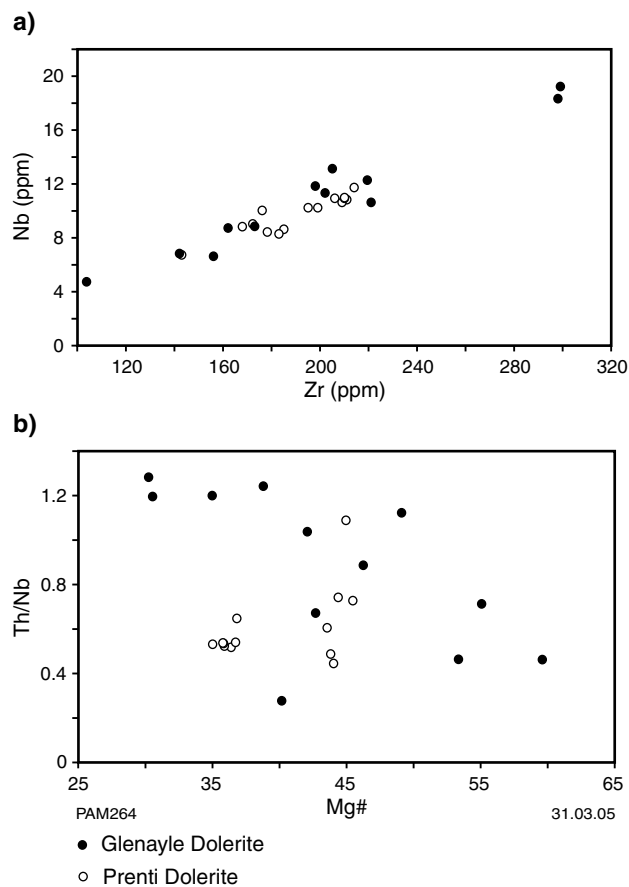 a)
20
16
12
8
4
0
Nb (ppm)
120
160
200
240
280
320
Zr (ppm)
b)
1.2
0.8
0.4
0
Th/Nb
25
35
45
55
65
Mg#
PAM264
31.03.05
Glenayle Dolerite
Prenti Dolerite